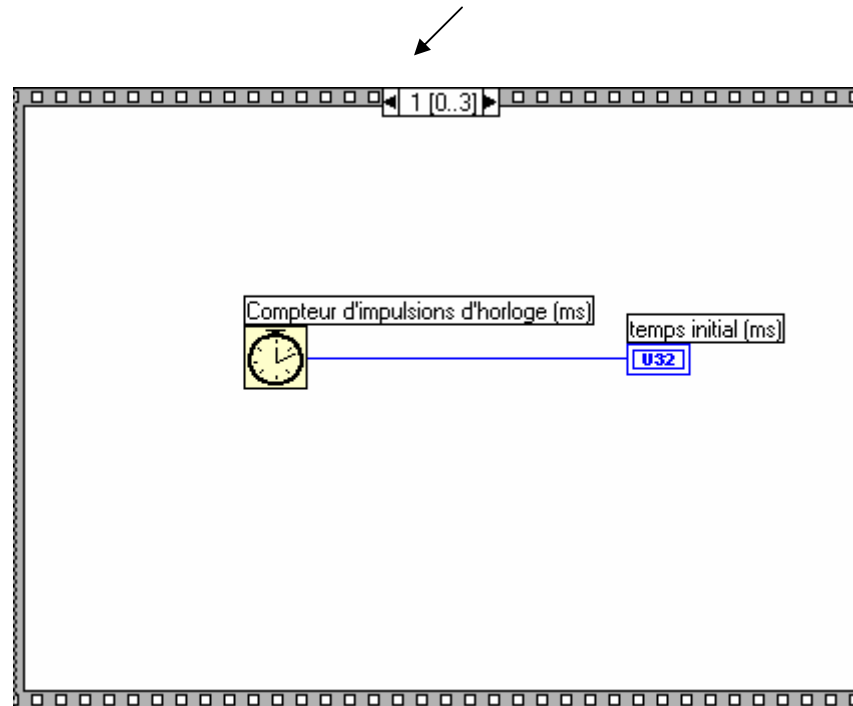 1 [0..3]
Compteur d'impulsions d'horloge (ms)
temps initial (ms)
U32